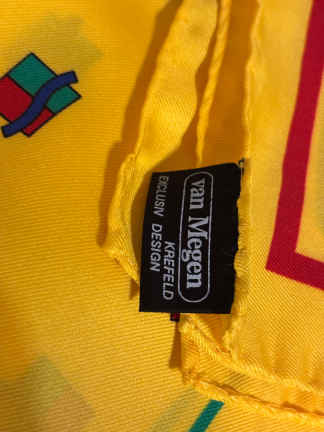 van Megen
KREFELD
EXCLUSIV DESIGN